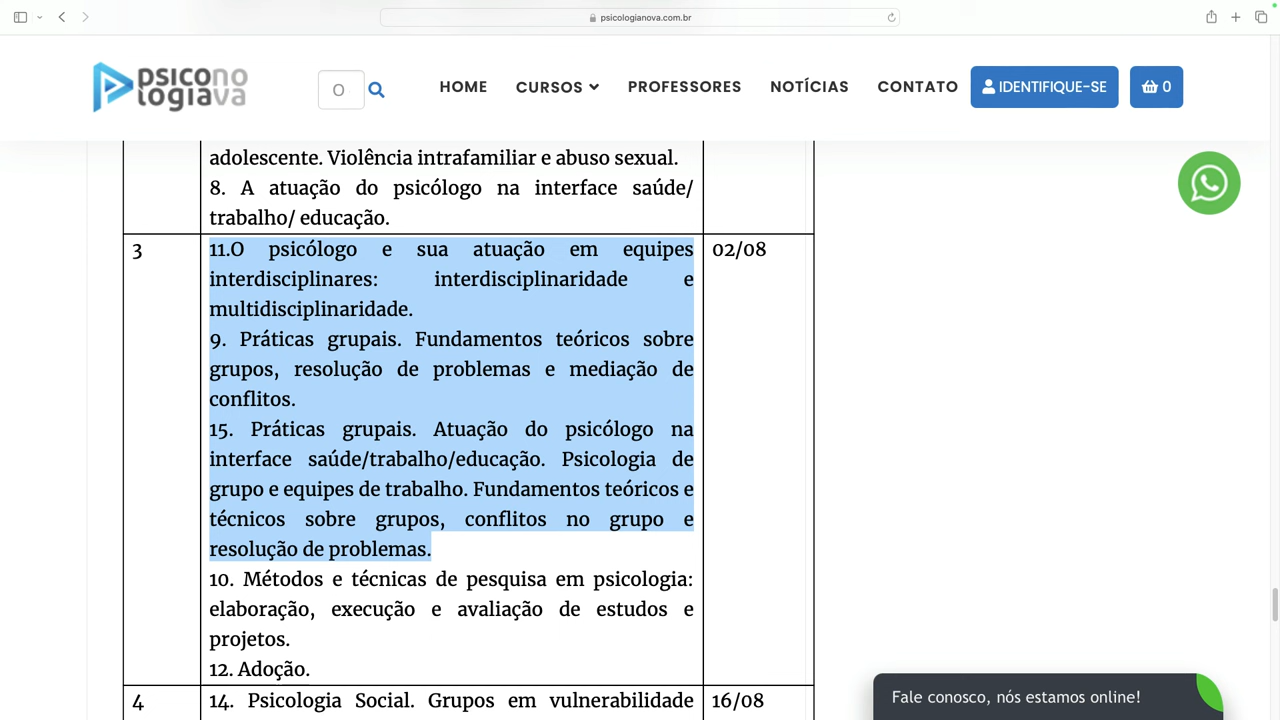 psicologianova.com.br
psicono
logiava
O
HOME
CURSOS
PROFESSORES
NOTÍCIAS
CONTATO
IDENTIFIQUE-SE
0
adolescente. Violência intrafamiliar e abuso sexual.
8. A atuação do psicólogo na interface saúde/
trabalho/ educação.
3
11.O psicólogo e sua atuação em equipes
interdisciplinares: interdisciplinaridade e
multidisciplinaridade.
9. Práticas grupais. Fundamentos teóricos sobre
grupos, resolução de problemas e mediação de
conflitos.
15. Práticas grupais. Atuação do psicólogo na
interface saúde/trabalho/educação. Psicologia de
grupo e equipes de trabalho. Fundamentos teóricos e
técnicos sobre grupos, conflitos no grupo e
resolução de problemas.
10. Métodos e técnicas de pesquisa em psicologia:
elaboração, execução e avaliação de estudos e
projetos.
12. Adoção.
02/08
4
14. Psicologia Social. Grupos em vulnerabilidade
16/08
Fale conosco, nós estamos online!